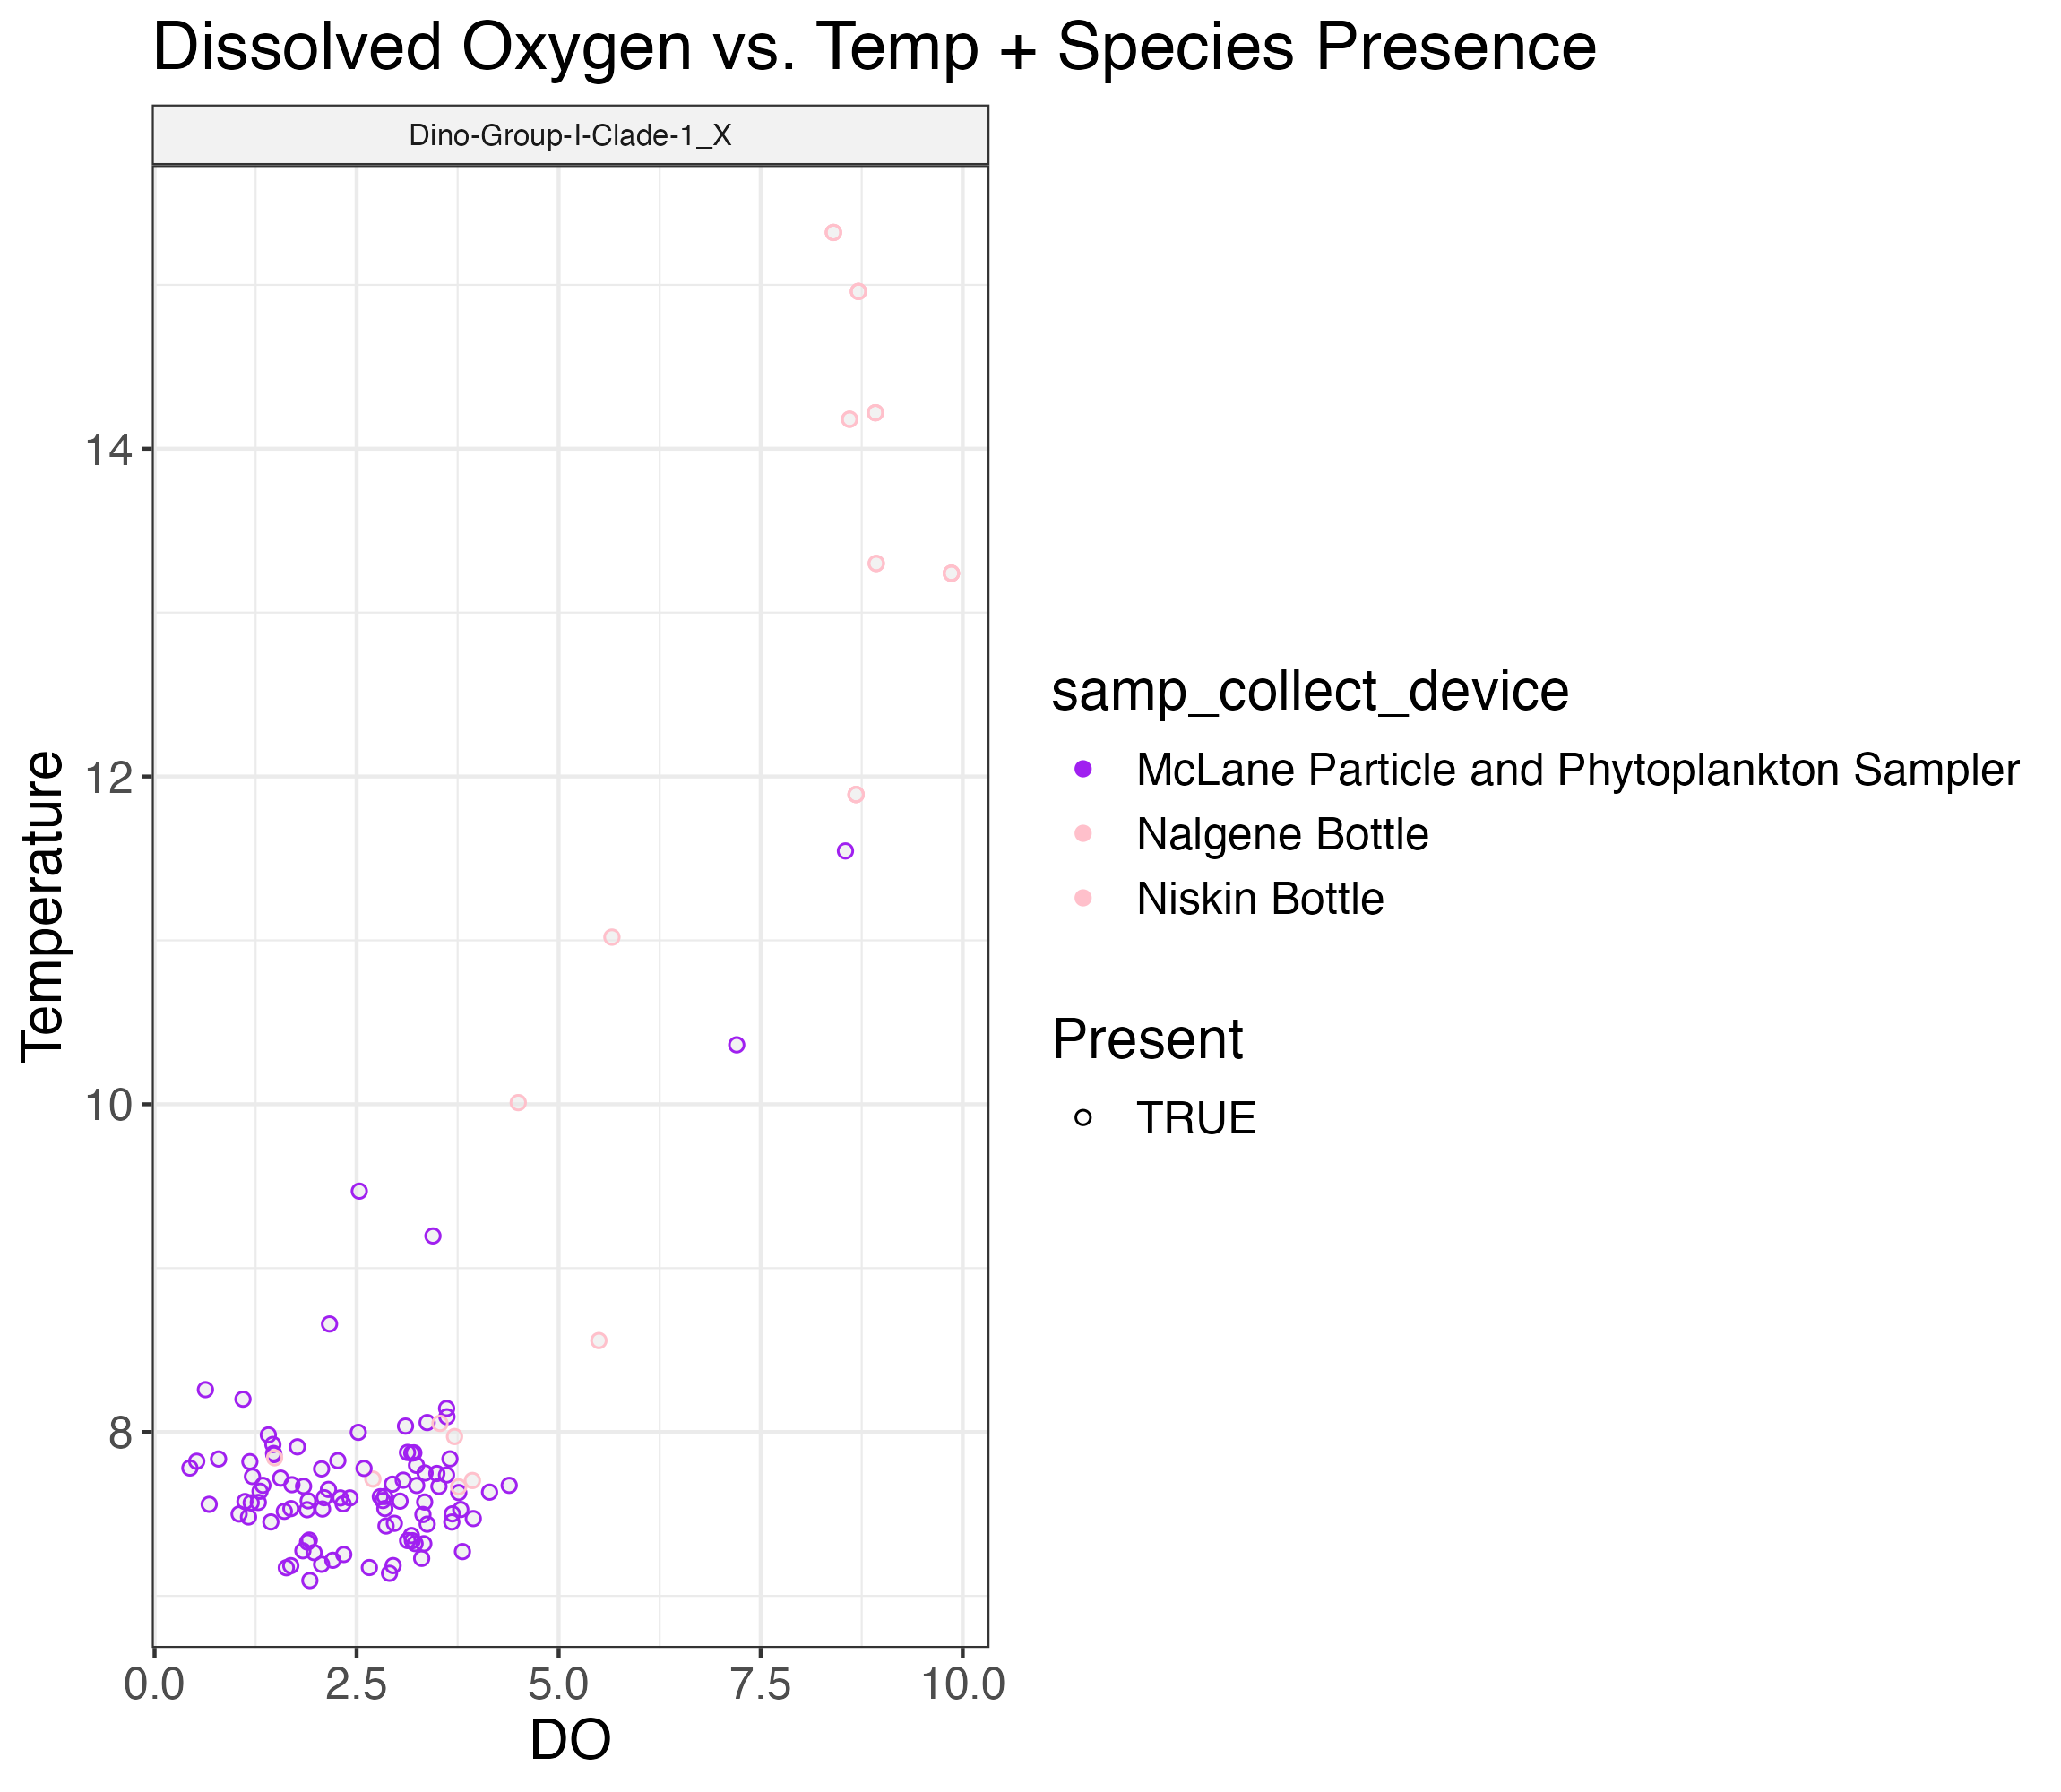 Dissolved Oxygen vs. Temp + Species Presence
Dino-Group-I-Clade-1_X
14
12
10
8
Temperature
0.0 2.5 5.0 7.5 10.0
DO
samp_collect_device
McLane Particle and Phytoplankton Sampler
Nalgene Bottle
Niskin Bottle
Present
TRUE